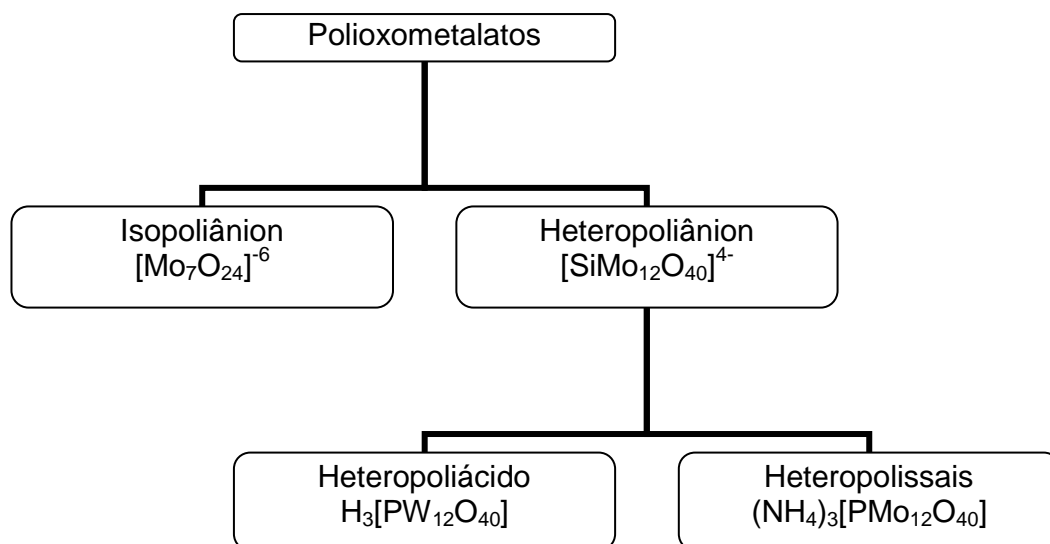 Polioxometalatos
Isopoliânion
[Mo₇O₂₄]⁻⁶
Heteropoliânion
[SiMo₁₂O₄₀]⁴⁻
Heteropoliácido
H₃[PW₁₂O₄₀]
Heteropolissais
(NH₄)₃[PMo₁₂O₄₀]